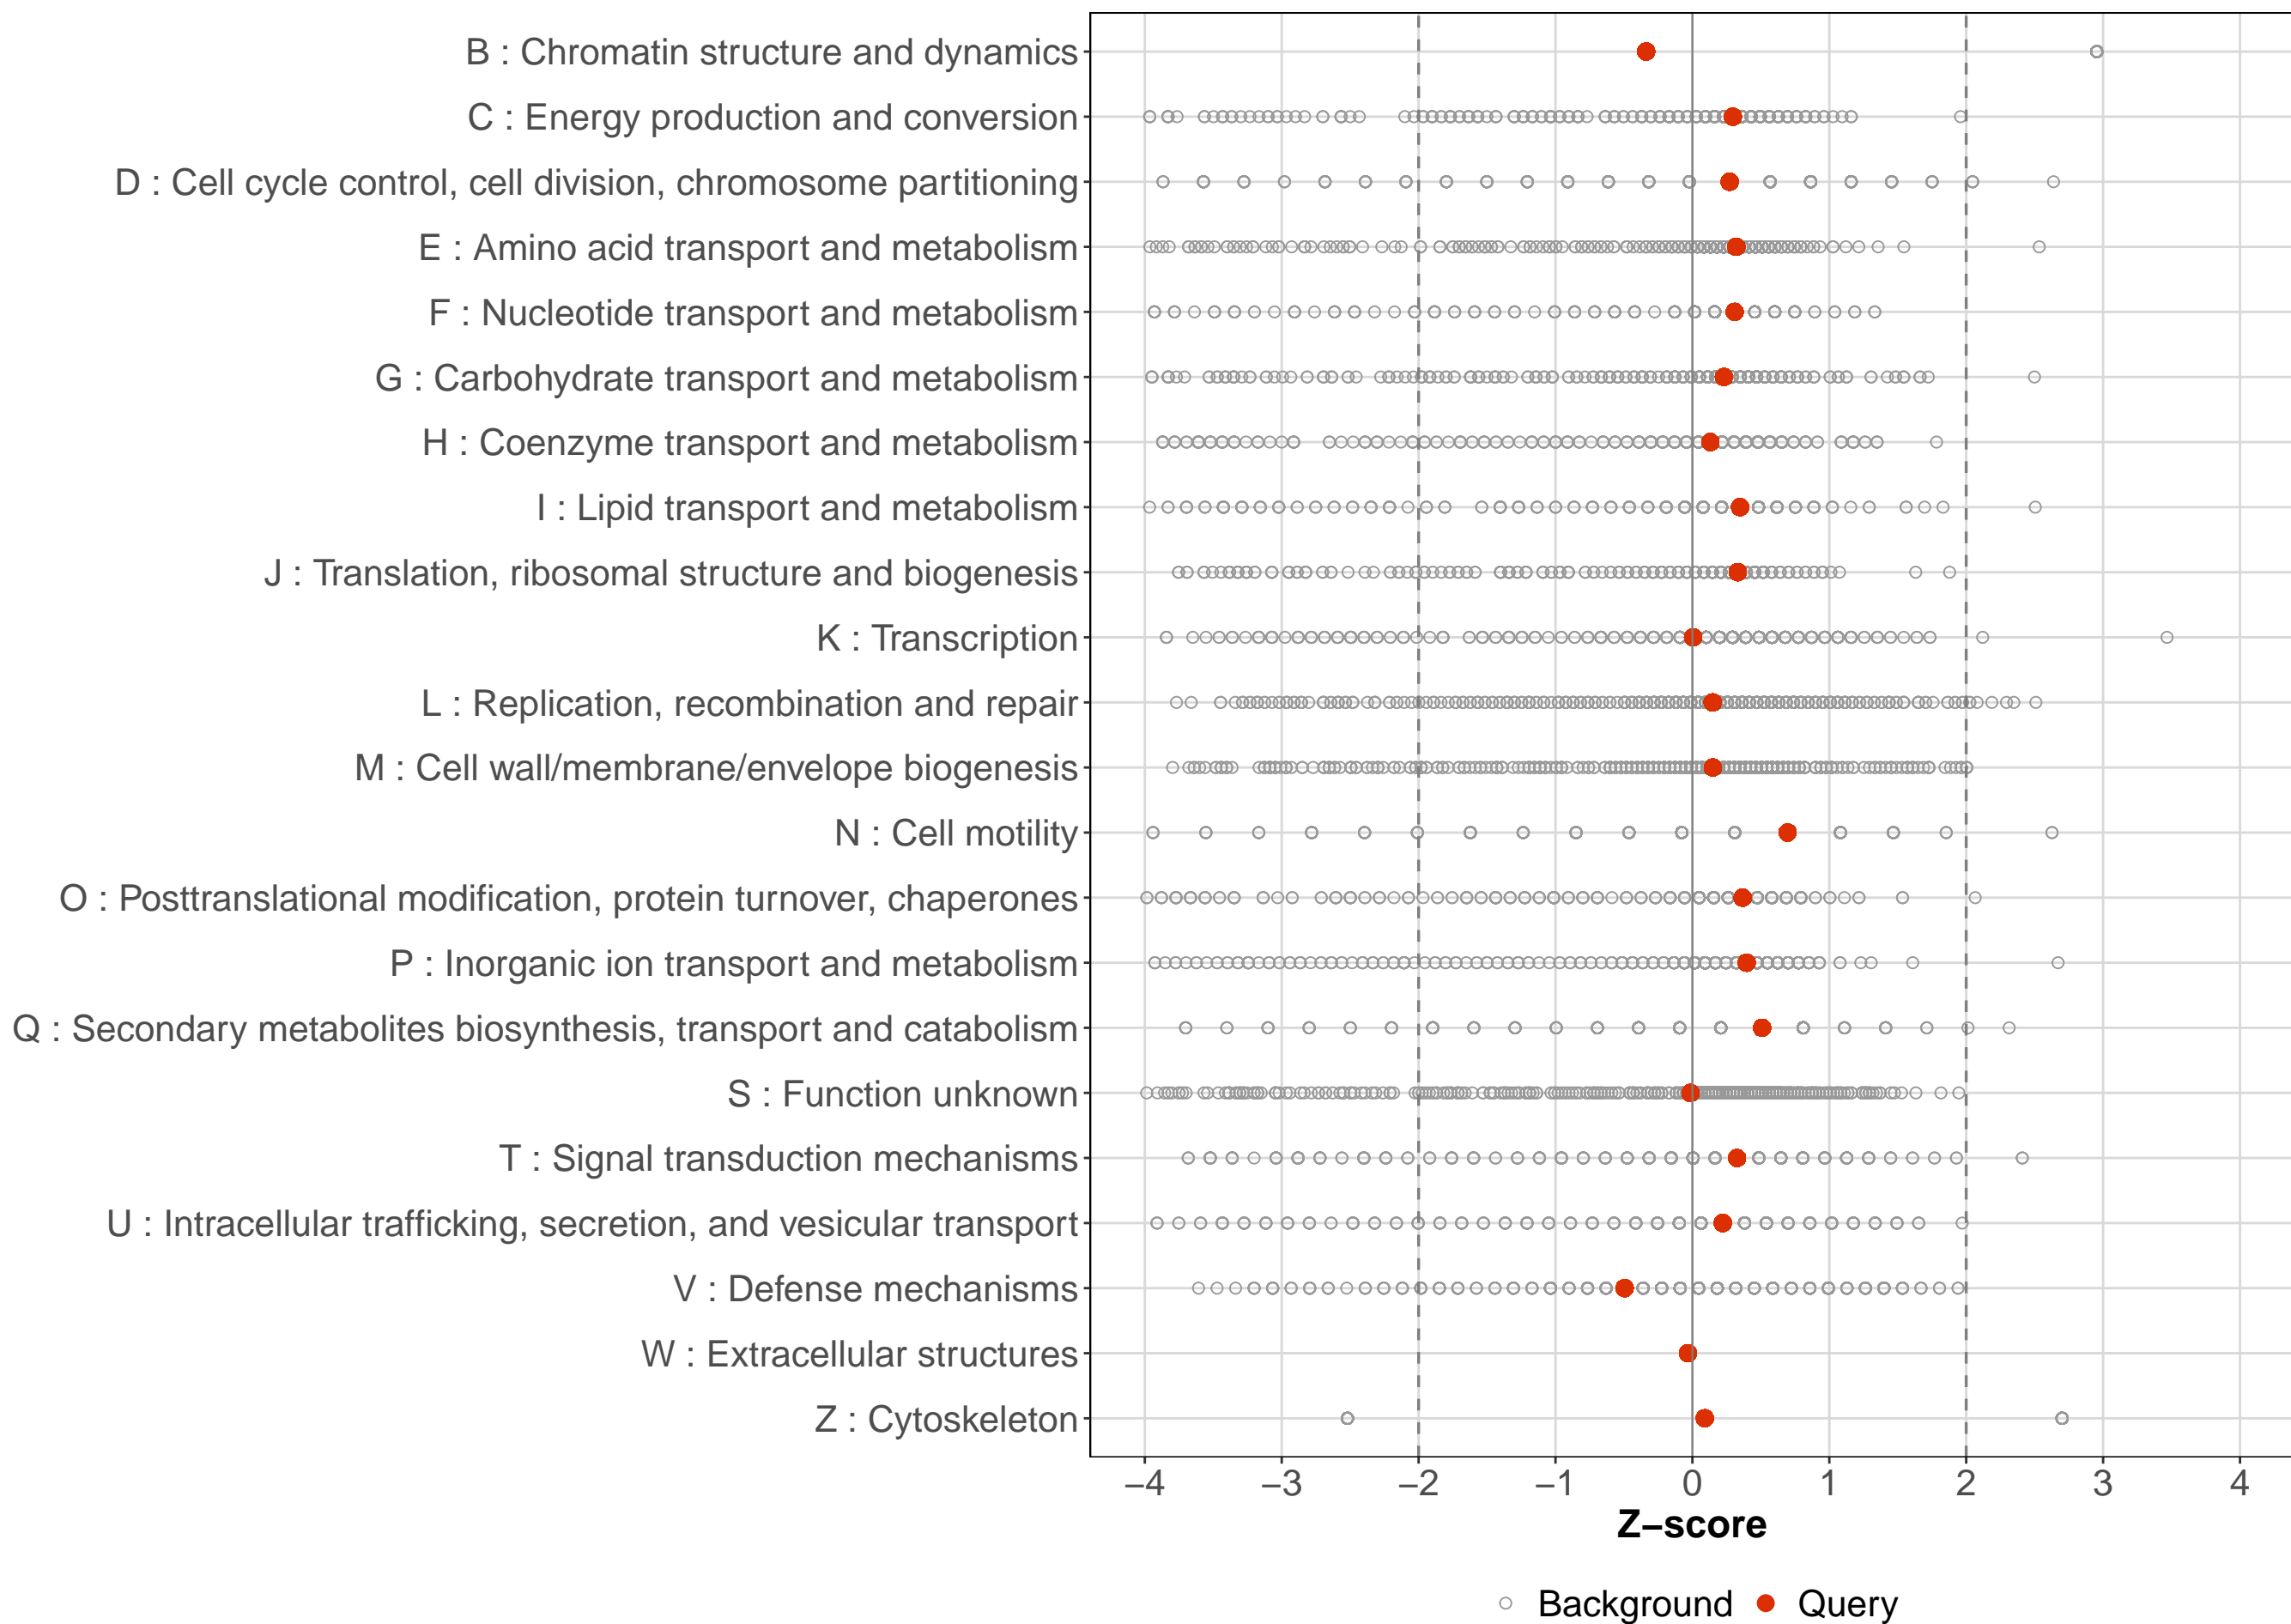 B : Chromatin structure and dynamics
C : Energy production and conversion
D : Cell cycle control, cell division, chromosome partitioning
E : Amino acid transport and metabolism
F : Nucleotide transport and metabolism
G : Carbohydrate transport and metabolism
H : Coenzyme transport and metabolism
I : Lipid transport and metabolism
J : Translation, ribosomal structure and biogenesis
K : Transcription
L : Replication, recombination and repair
M : Cell wall/membrane/envelope biogenesis
N : Cell motility
O : Posttranslational modification, protein turnover, chaperones
P : Inorganic ion transport and metabolism
Q : Secondary metabolites biosynthesis, transport and catabolism
S : Function unknown
T : Signal transduction mechanisms
U : Intracellular trafficking, secretion, and vesicular transport
V : Defense mechanisms
W : Extracellular structures
Z : Cytoskeleton
−4 −3 −2 −1 0 1 2 3 4
Z−score
Background Query